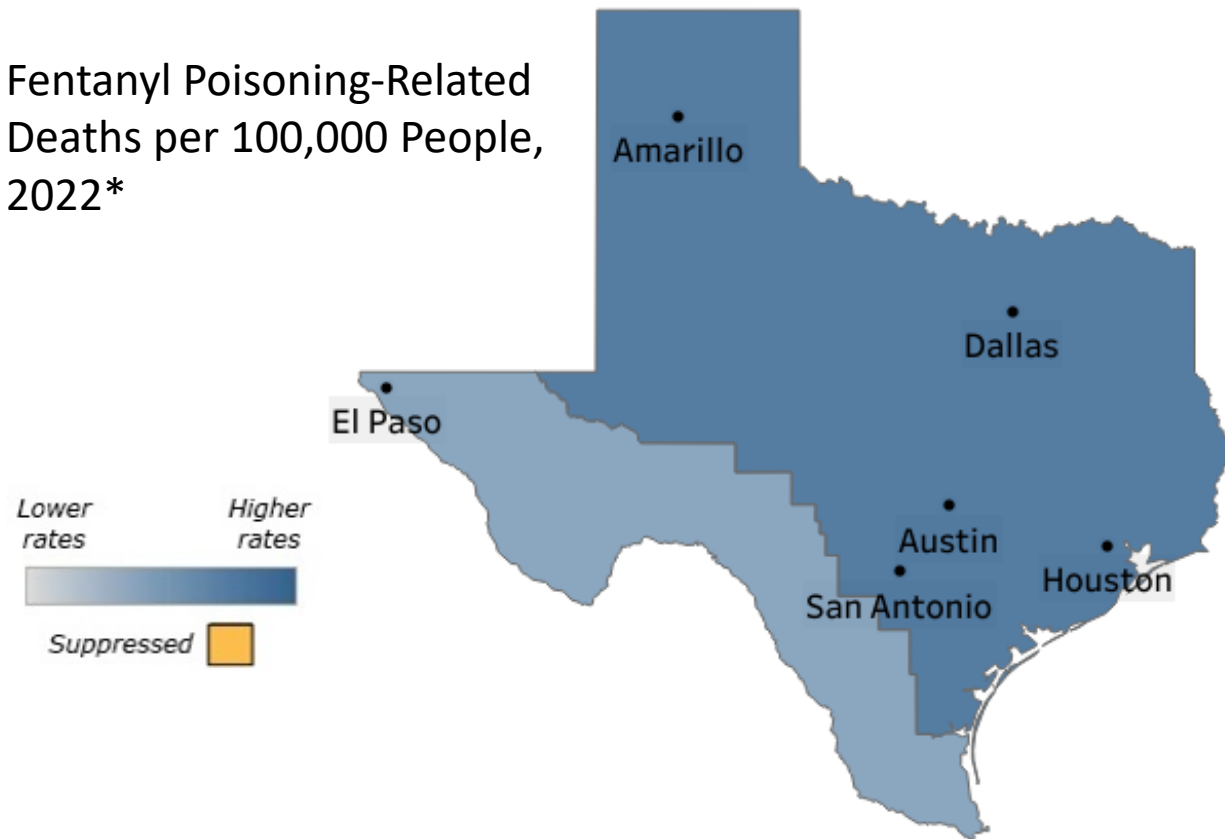 Fentanyl Poisoning-Related
Deaths per 100,000 People,
2022*
Amarillo
Dallas
El Paso
Lower
rates
Higher
rates
Austin
Houston
San Antonio
Suppressed